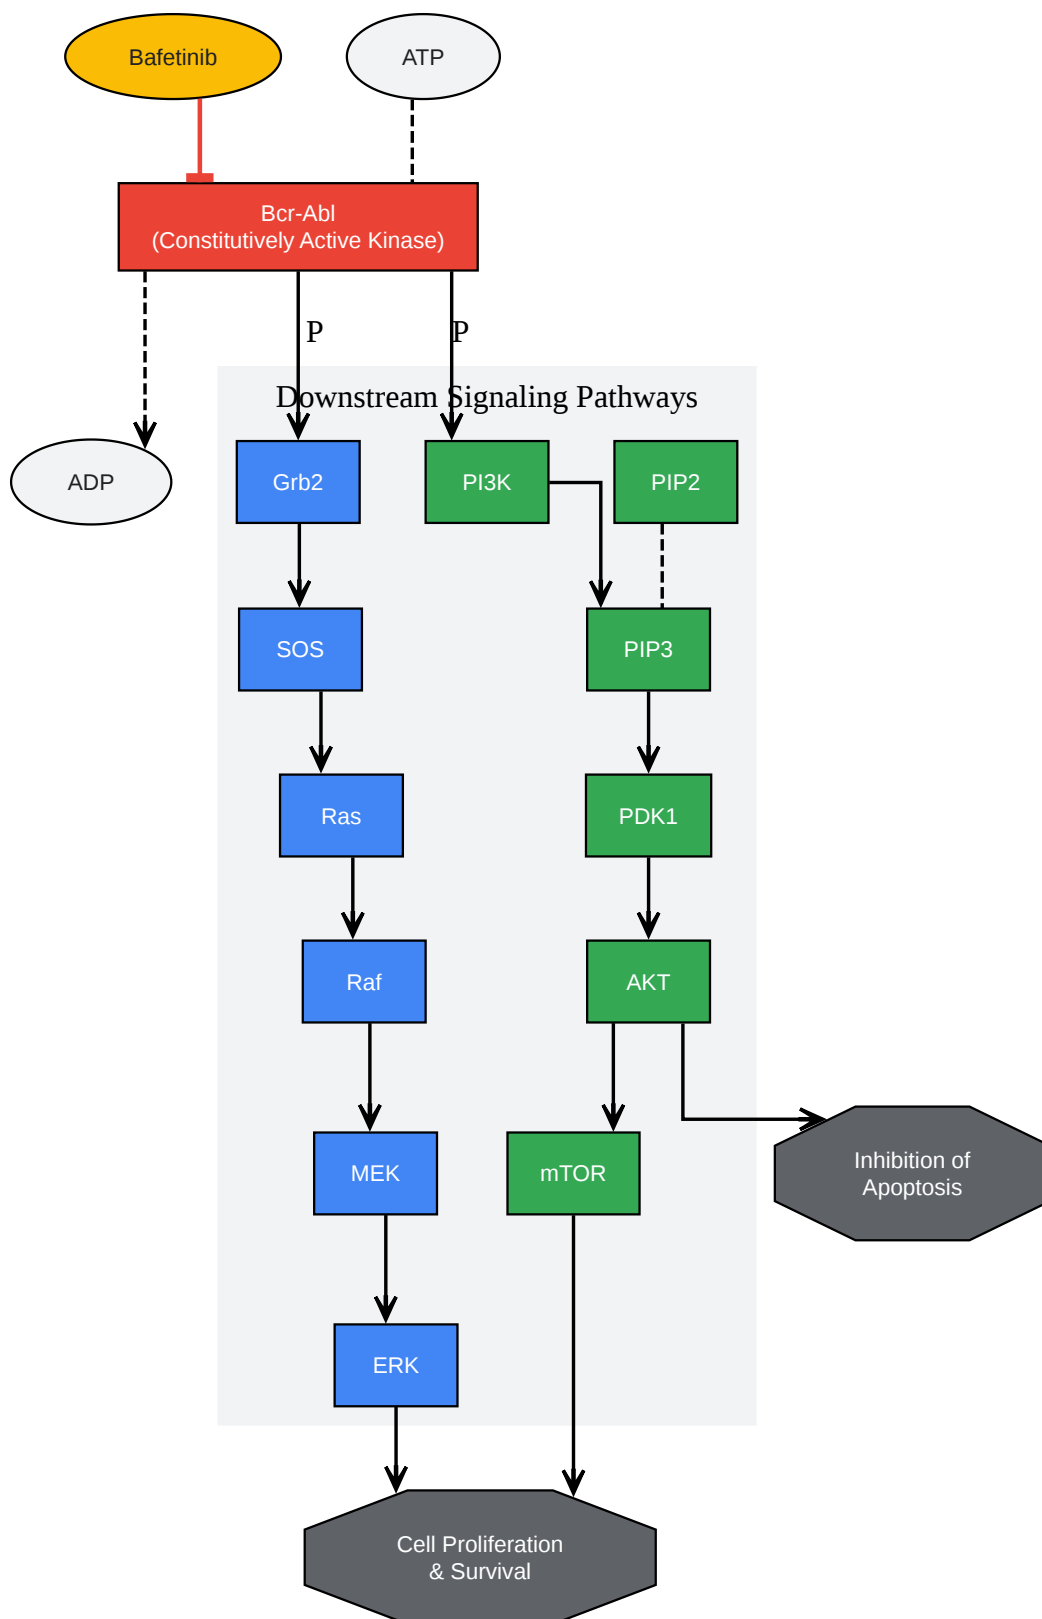 Bafetinib
ATP
Bcr-Abl
(Constitutively Active Kinase)
P
P
Downstream Signaling Pathways
ADP
Grb2
PI3K
PIP2
SOS
PIP3
Ras
PDK1
Raf
AKT
MEK
mTOR
Inhibition of
Apoptosis
ERK
Cell Proliferation
& Survival